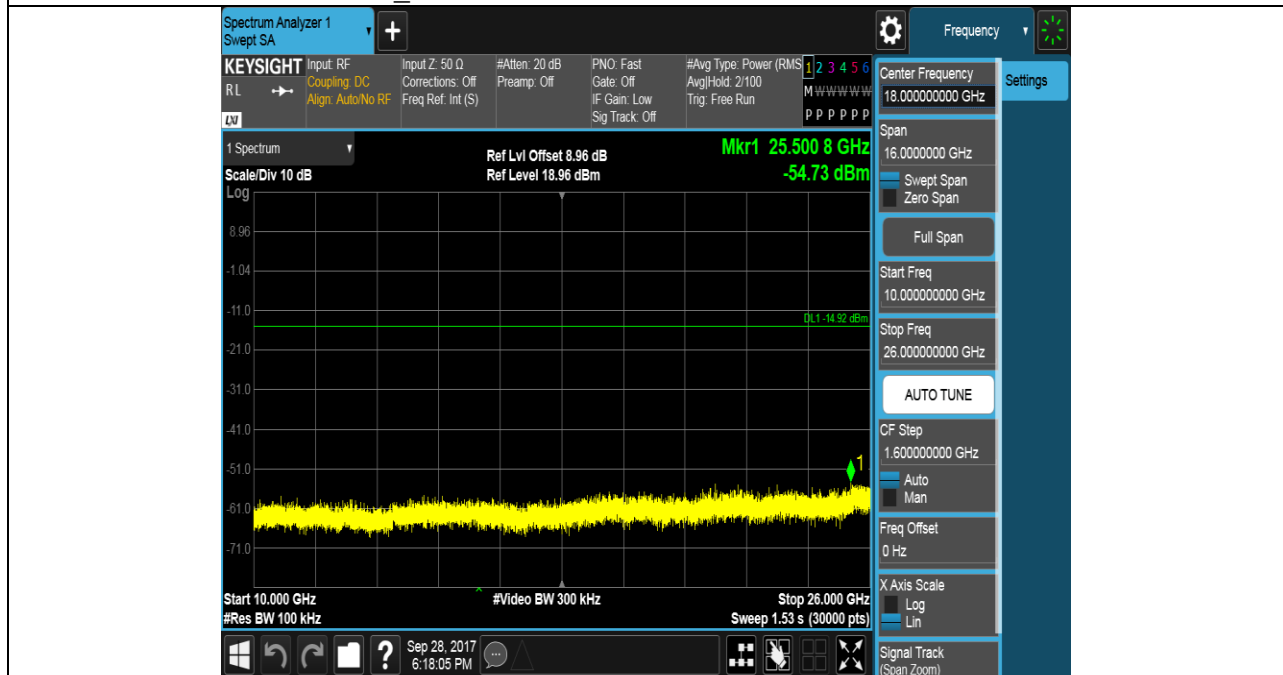 Spectrum Analyzer 1
Swept SA
+
Frequency
KEYSIGHT
RL
LXI
Input: RF
Coupling: DC
Align: Auto/No RF
Input Z: 50 Ω
Corrections: Off
Freq Ref: Int (S)
#Atten: 20 dB
Preamp: Off
PNO: Fast
Gate: Off
IF Gain: Low
Sig Track: Off
#Avg Type: Power (RMS
Avg|Hold: 2/100
Trig: Free Run
1 2 3 4 5 6
M W W W W W
P P P P P P
1 Spectrum
Scale/Div 10 dB
Ref Lvl Offset 8.96 dB
Ref Level 18.96 dBm
Mkr1 25.500 8 GHz
-54.73 dBm
Log
8.96
-1.04
-11.0
DL1 -14.92 dBm
-21.0
-31.0
-41.0
-51.0
1
-61.0
-71.0
Start 10.000 GHz
#Res BW 100 kHz
#Video BW 300 kHz
Stop 26.000 GHz
Sweep 1.53 s (30000 pts)
?
Sep 28, 2017
6:18:05 PM
Center Frequency
18.000000000 GHz
Span
16.0000000 GHz
Swept Span
Zero Span
Full Span
Start Freq
10.000000000 GHz
Stop Freq
26.000000000 GHz
AUTO TUNE
CF Step
1.600000000 GHz
Auto
Man
Freq Offset
0 Hz
X Axis Scale
Log
Lin
Signal Track
(Span Zoom)
Settings